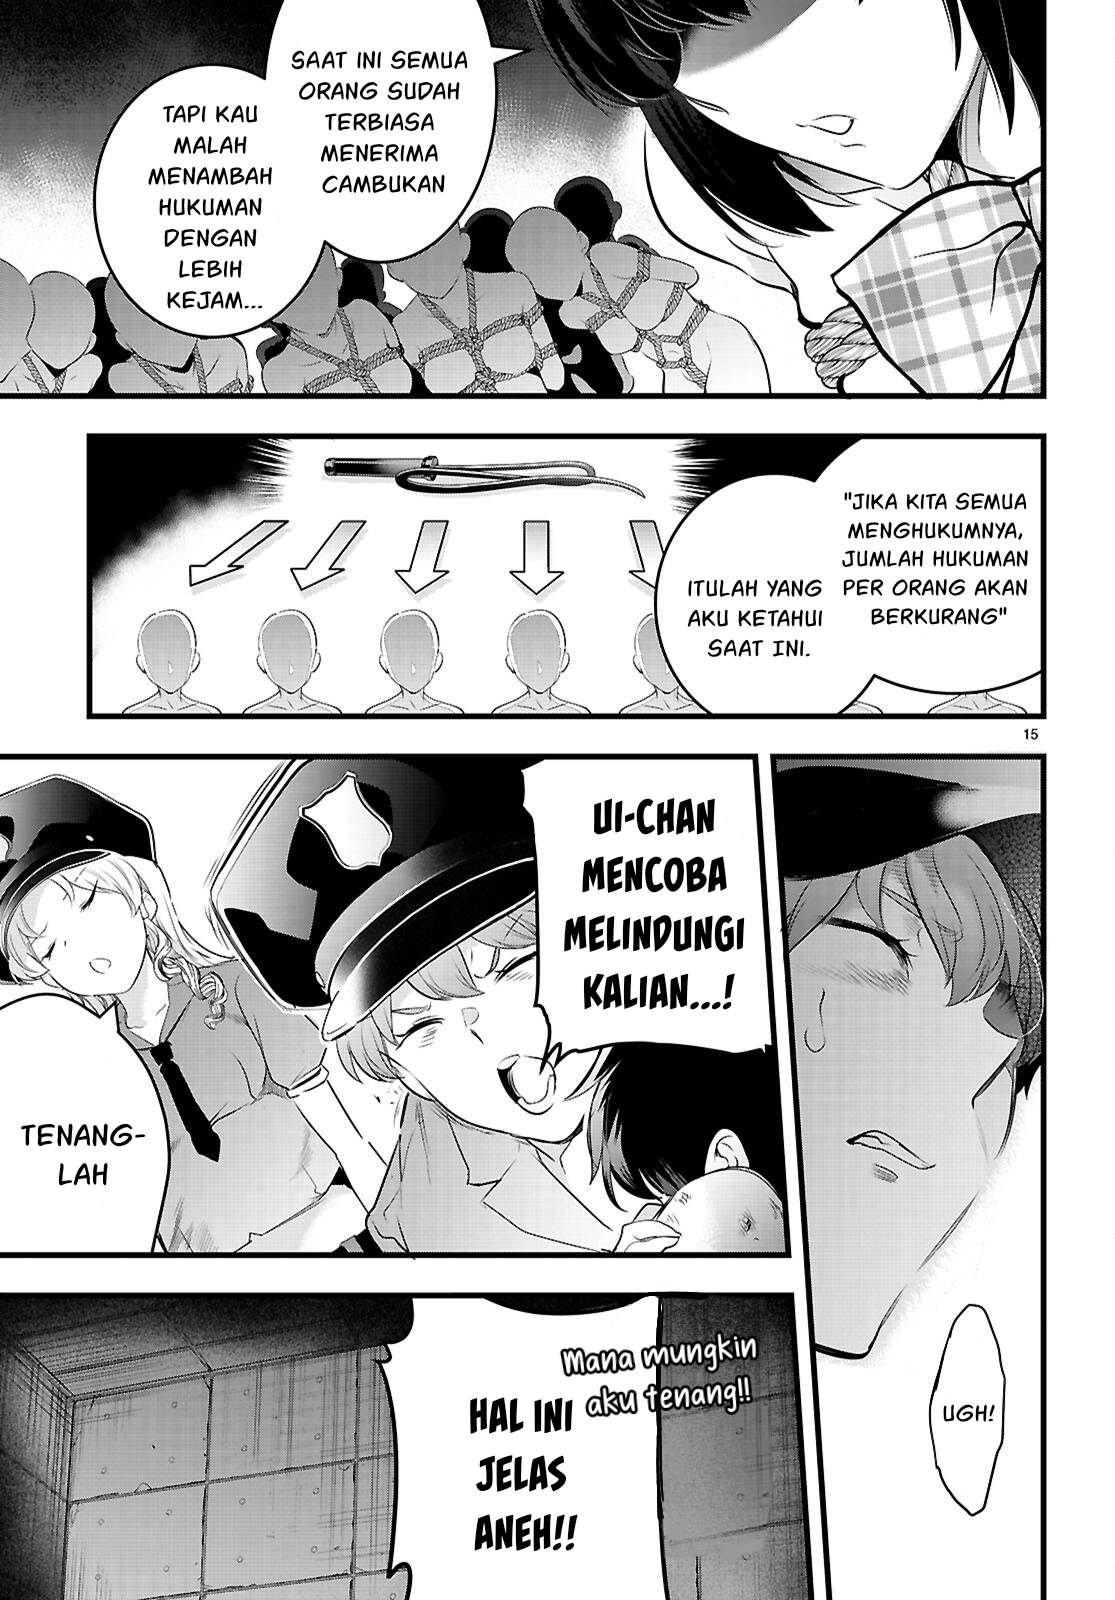 SAAT INI SEMUA
ORANG SUDAH
TERBIASA
MENERIMA
CAMBUKAN
TAPI KAU
MALAH
MENAMBAH
HUKUMAN
DENGAN
LEBIH
KEJAM...
"JIKA KITA SEMUA
MENGHUKUMNYA,
JUMLAH HUKUMAN
PER ORANG AKAN
BERKURANG"
ITULAH YANG
AKU KETAHUI
SAAT INI.
15
UI-CHAN
MENCOBA
MELINDUNGI
KALIAN...!
TENANG-
LAH
UGH!
Mana mungkin
aku tenang!!
HAL INI
JELAS
ANEH!!